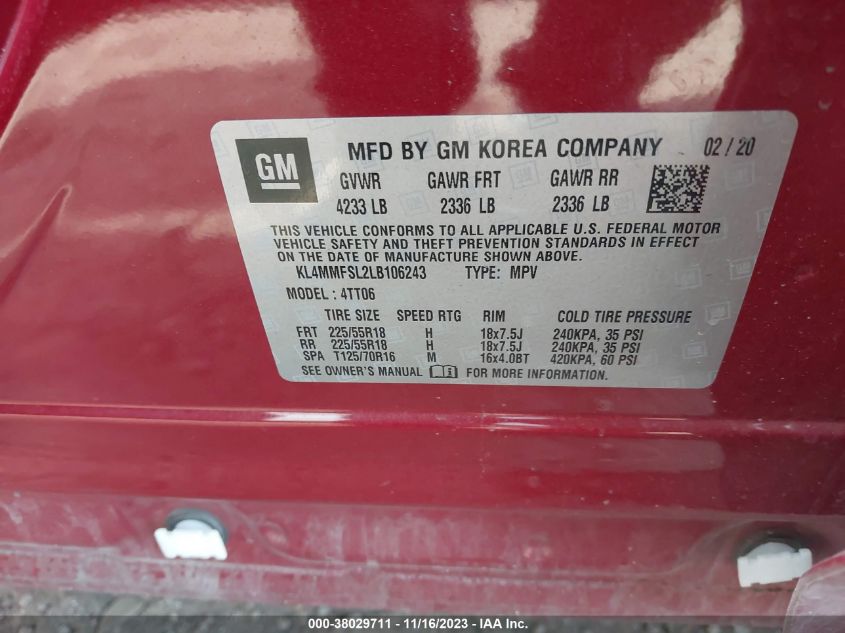 GM MFD BY GM KOREA COMPANY 02 / 20
GVWR GAWR FRT GAWR RR
4233 LB 2336 LB 2336 LB
THIS VEHICLE CONFORMS TO ALL APPLICABLE U.S. FEDERAL MOTOR
VEHICLE SAFETY AND THEFT PREVENTION STANDARDS IN EFFECT
ON THE DATE OF MANUFACTURE SHOWN ABOVE.
KL4MMFSL2LB106243 TYPE: MPV
MODEL: 4TT06
TIRE SIZE SPEED RTG RIM COLD TIRE PRESSURE
FRT 225/55R18 H 18x7.5J 240KPA, 35 PSI
RR 225/55R18 H 18x7.5J 240KPA, 35 PSI
SPA T125/70R16 M 16x4.0BT 420KPA, 60 PSI
SEE OWNER'S MANUAL FOR MORE INFORMATION.
000-38029711 - 11/16/2023 - IAA Inc.